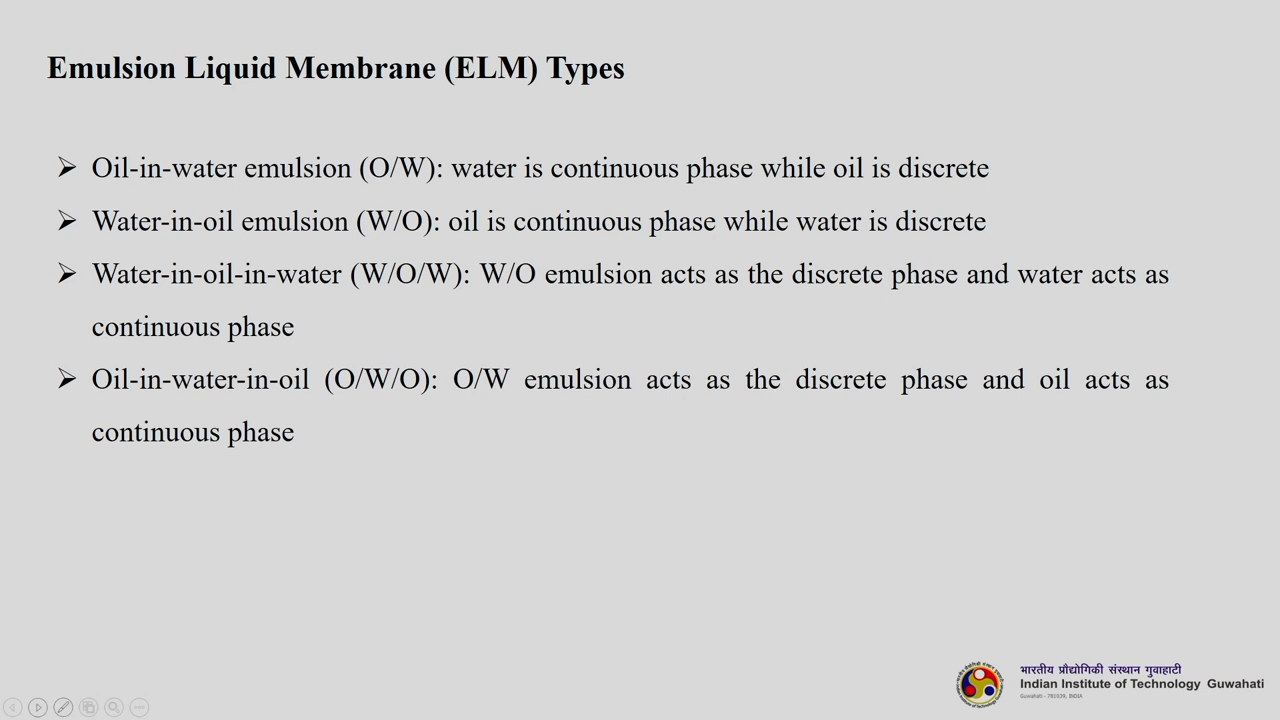 Emulsion Liquid Membrane (ELM) Types
Oil-in-water emulsion (O/W): water is continuous phase while oil is discrete
Water-in-oil emulsion (W/O): oil is continuous phase while water is discrete
Water-in-oil-in-water (W/O/W): W/O emulsion acts as the discrete phase and water acts as
continuous phase
Oil-in-water-in-oil (O/W/O): O/W emulsion acts as the discrete phase and oil acts as
continuous phase
भारतीय प्रौद्योगिकी संस्थान गुवाहाटी
Indian Institute of Technology Guwahati
Guwahati - 781039, INDIA